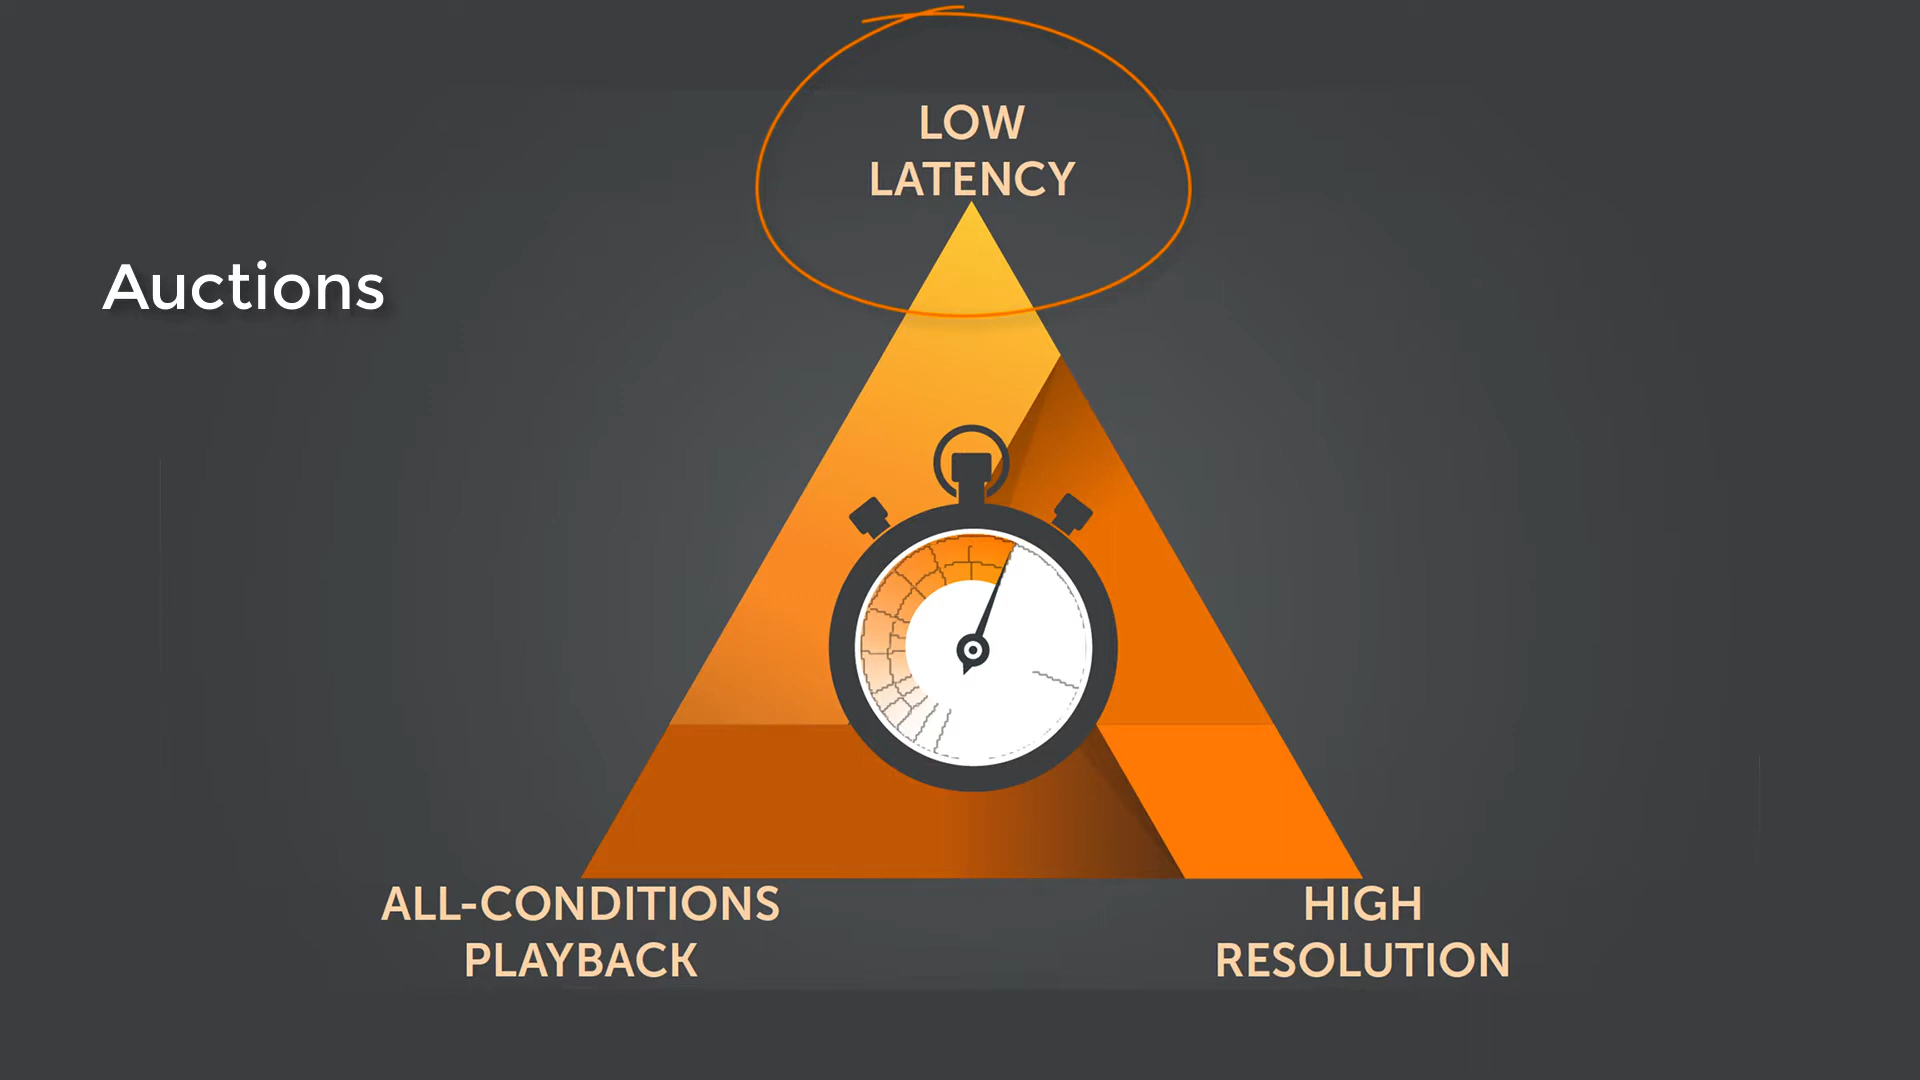 LOW
LATENCY
Auctions
ALL-CONDITIONS
PLAYBACK
HIGH
RESOLUTION